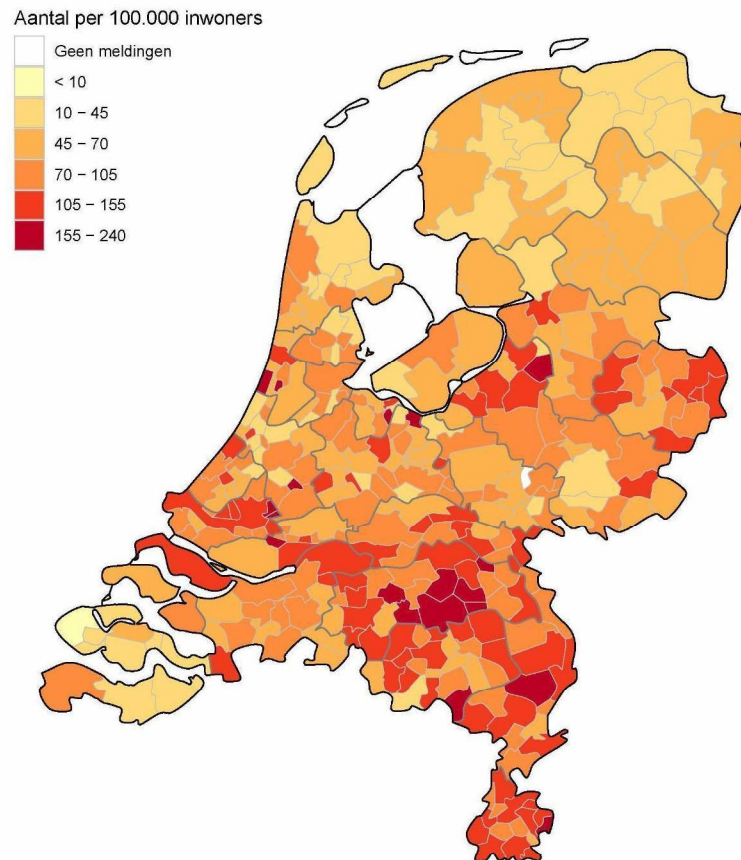 Aantal per 100.000 inwoners
Geen meldingen
< 10
10 − 45
45 − 70
70 − 105
105 − 155
155 − 240